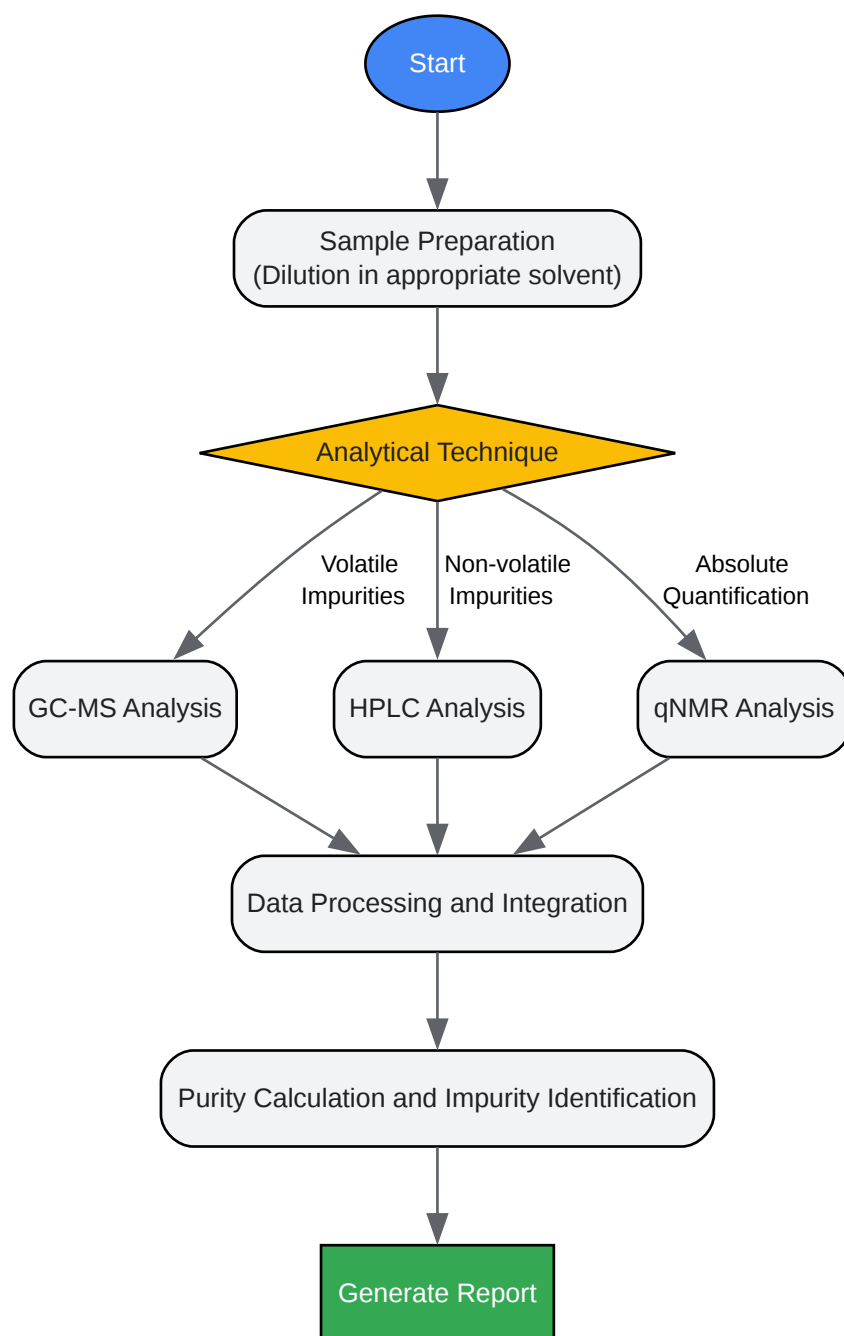 Start
Sample Preparation
(Dilution in appropriate solvent)
Analytical Technique
Volatile
Impurities
Non-volatile
Impurities
Absolute
Quantification
GC-MS Analysis
HPLC Analysis
qNMR Analysis
Data Processing and Integration
Purity Calculation and Impurity Identification
Generate Report